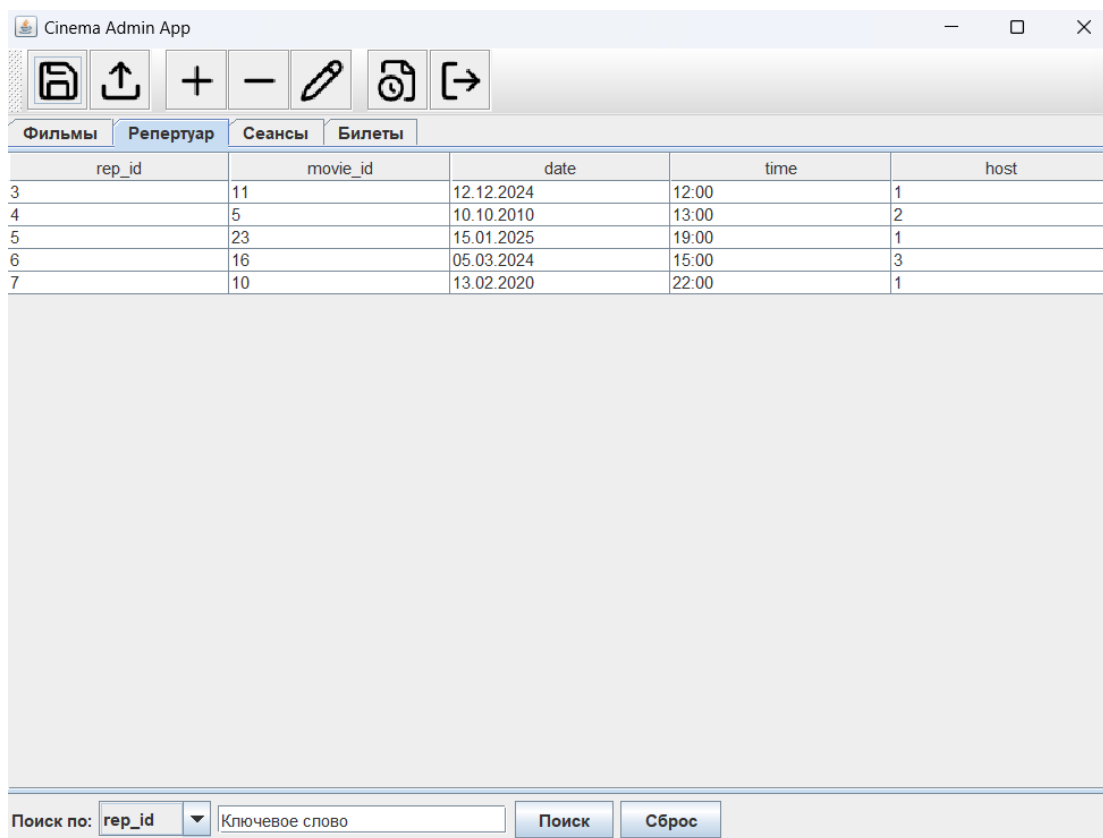 Cinema Admin App
Фильмы Репертуар Сеансы Билеты
rep_id movie_id date time host
3 11 12.12.2024 12:00 1
4 5 10.10.2010 13:00 2
5 23 15.01.2025 19:00 1
6 16 05.03.2024 15:00 3
7 10 13.02.2020 22:00 1
Поиск по: rep_id Ключевое слово Поиск Сброс